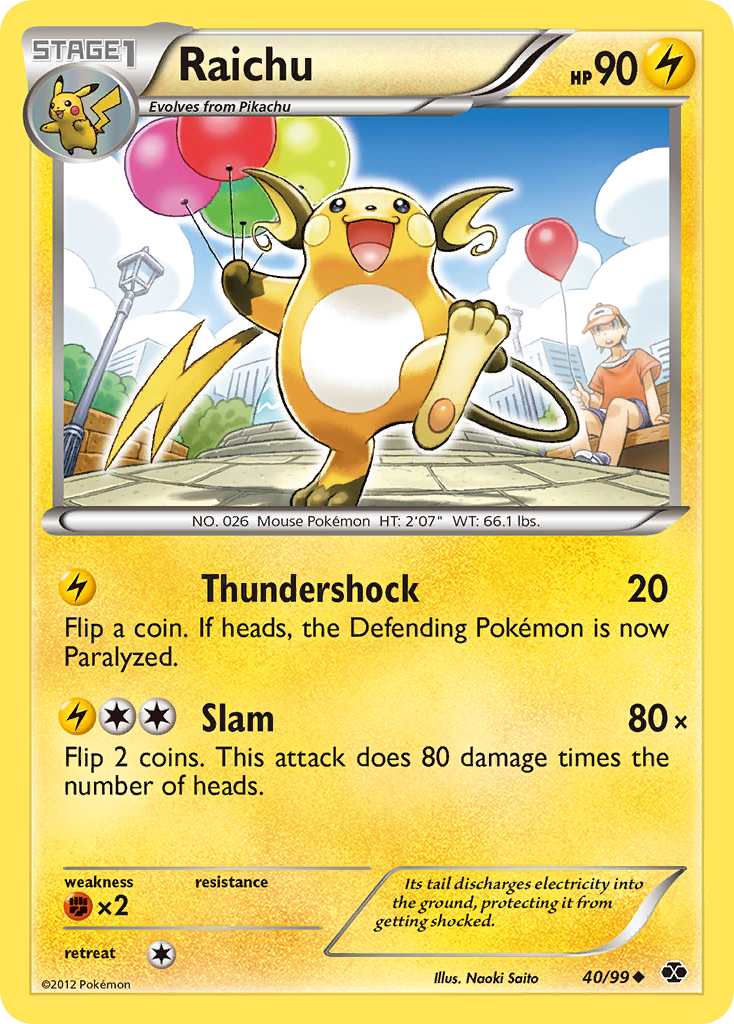 STAGE1
Raichu
HP 90
Evolves from Pikachu
NO. 026 Mouse Pokémon HT: 2'07" WT: 66.1 lbs.
Thundershock 20
Flip a coin. If heads, the Defending Pokémon is now
Paralyzed.
Slam 80×
Flip 2 coins. This attack does 80 damage times the
number of heads.
weakness resistance
×2
Its tail discharges electricity into
the ground, protecting it from
getting shocked.
retreat
©2012 Pokémon
Illus. Naoki Saito
40/99